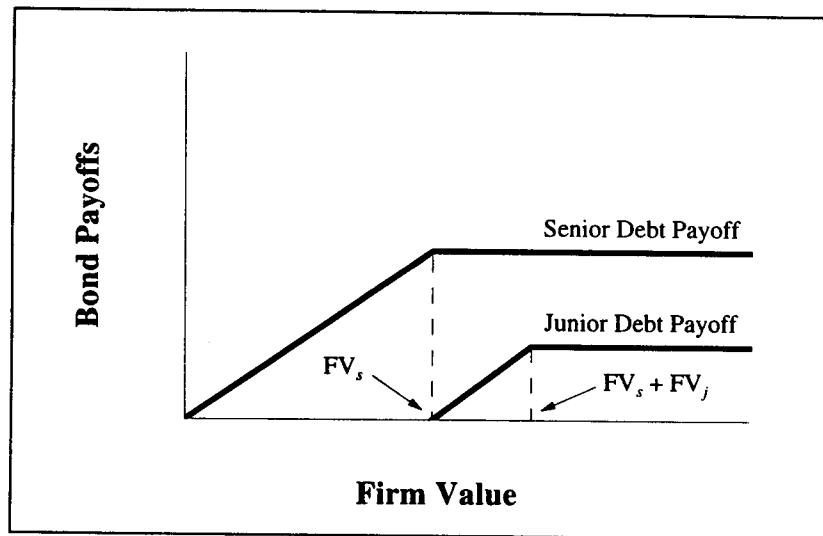 Bond Payoffs
Senior Debt Payoff
Junior Debt Payoff
FVs
FVs + FVj
Firm Value